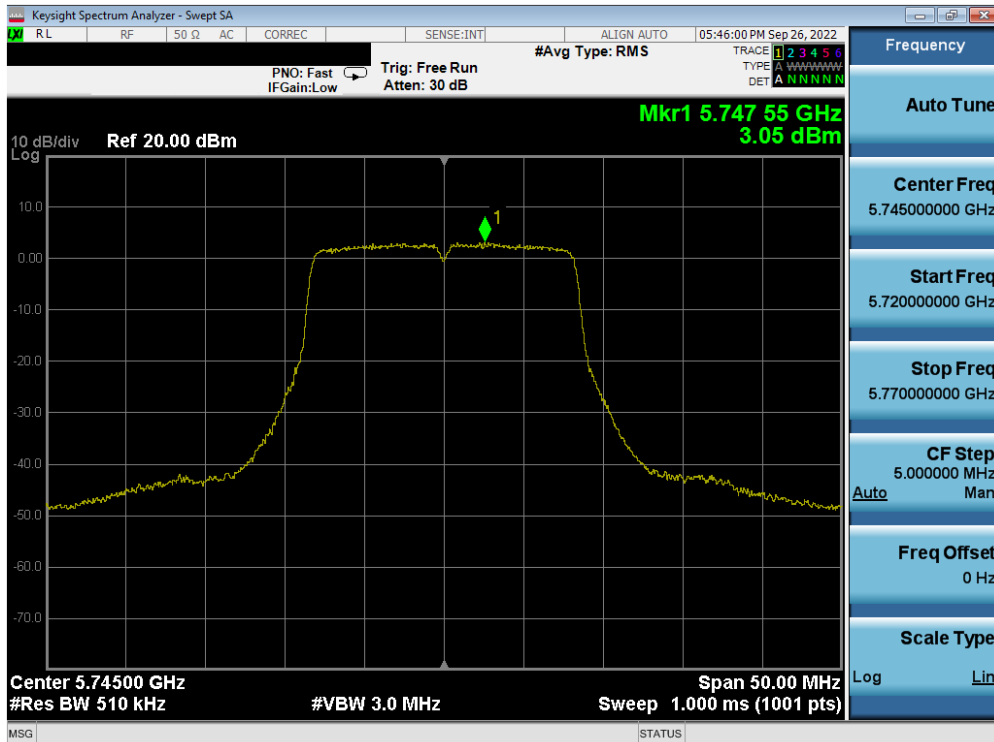 Keysight Spectrum Analyzer - Swept SA
LXI RL RF 50 Ω AC CORREC SENSE:INT ALIGN AUTO 05:46:00 PM Sep 26, 2022
PNO: Fast
IFGain:Low
Trig: Free Run
Atten: 30 dB
#Avg Type: RMS
TRACE 1 2 3 4 5 6
TYPE A WWWWW
DET A N N N N N
Mkr1 5.747 55 GHz
3.05 dBm
10 dB/div Ref 20.00 dBm
Log
10.0
0.00
-10.0
-20.0
-30.0
-40.0
-50.0
-60.0
-70.0
1
Center 5.74500 GHz Span 50.00 MHz
#Res BW 510 kHz #VBW 3.0 MHz Sweep 1.000 ms (1001 pts)
MSG STATUS
Frequency
Auto Tune
Center Freq
5.745000000 GHz
Start Freq
5.720000000 GHz
Stop Freq
5.770000000 GHz
CF Step
5.000000 MHz
Auto Man
Freq Offset
0 Hz
Scale Type
Log Lin